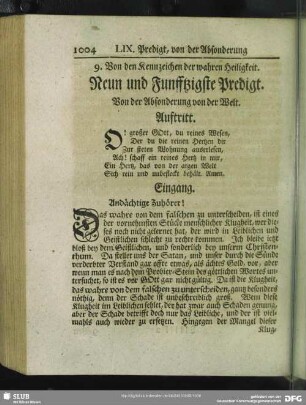 1004 LIX. Predigt, von der Absonderung
9. Von den Kennzeichen der wahren Heiligkeit.
Neun und Funfftzigste Predigt.
Von der Absonderung von der Welt.
Auftritt.
O! großer GOtt, du reines Wesen,
Der du die reinen Hertzen dir
Zur steten Wohnung auserlesen,
Ach! schaff ein reines Hertz in mir,
Ein Hertz, das von der argen Welt
Sich rein und unbefleckt behält. Amen.
Eingang.
Andächtige Zuhörer!
Das wahre von dem falschen zu unterscheiden, ist eines
der vornehmsten Stücke menschlicher Klugheit. wer die-
ses noch nicht gelernet hat, der wird in Leiblichen und
Geistlichen schlecht zu rechte kommen. Ich bleibe jetzt
bloß bey dem Geistlichen, und sonderlich bey unserm Christen-
thum. Da stellet uns der Satan, und unser durch die Sünde
verderbter Verstand gar offte etwas, als ächtes Gold vor, aber
wenn man es nach dem Probier-Stein des göttlichen Wortes un-
tersuchet, so ist es vor GOtt gar nicht gültig. Da ist die Klugheit,
das wahre von dem falschen zu unterscheiden, gantz besonders
nöthig, denn der Schade ist unbeschreiblich groß. Wem diese
Klugheit im Leiblichen fehlet, der hat zwar auch Schaden genung,
aber der Schade betrifft doch nur das Leibliche, und der ist viel-
mahls auch wieder zu ersetzen. Hingegen der Mangel dieser
Klug-
SLUB
DFG